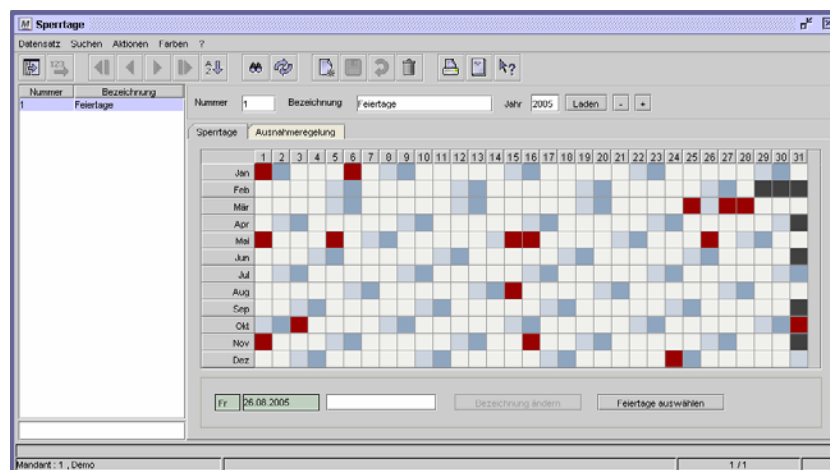 Sperrtage
Datensatz Suchen Aktionen Farben ?
Nummer Bezeichnung
1 Feiertage
Nummer 1 Bezeichnung Feiertage Jahr 2005 Laden - +
Sperrtage Ausnahmeregelung
1 2 3 4 5 6 7 8 9 10 11 12 13 14 15 16 17 18 19 20 21 22 23 24 25 26 27 28 29 30 31
Jan
Feb
Mär
Apr
Mai
Jun
Jul
Aug
Sep
Okt
Nov
Dez
Fr 26.08.2005 Bezeichnung ändern Feiertage auswählen
Mandant : 1 , Demo 1 / 1